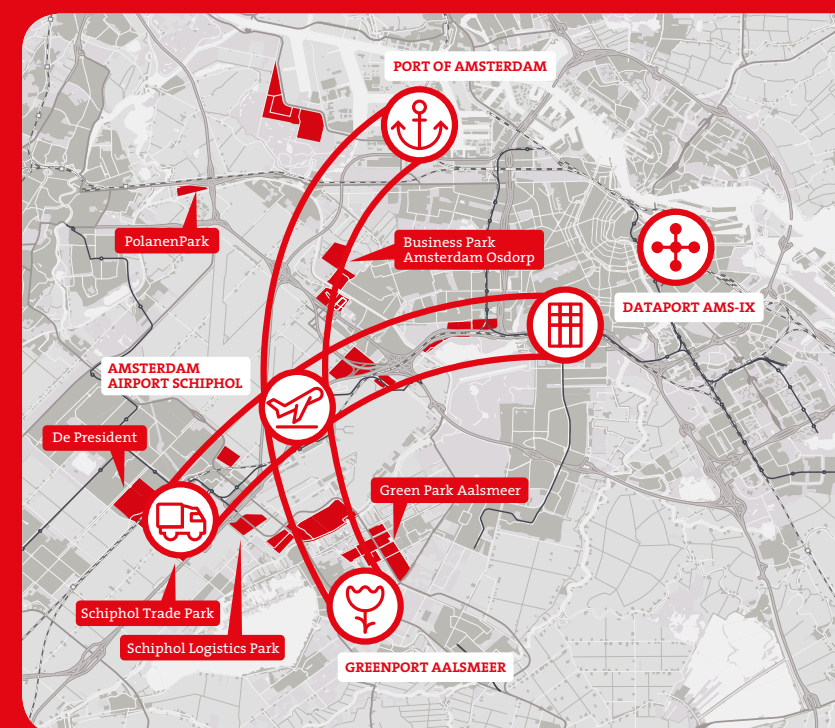 PORT OF AMSTERDAM
PolanenPark
Business Park
Amsterdam Osdorp
DATAPORT AMS-IX
AMSTERDAM
AIRPORT SCHIPHOL
De President
Green Park Aalsmeer
Schiphol Trade Park
Schiphol Logistics Park
GREENPORT AALSMEER